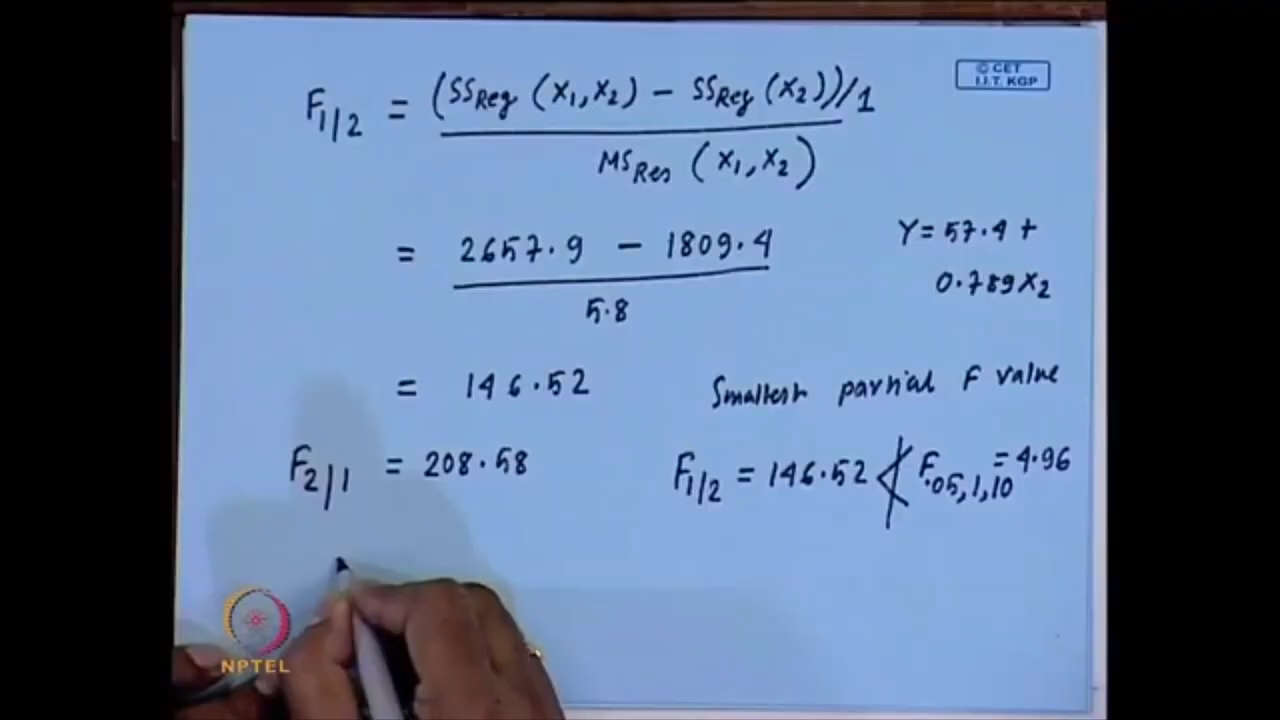 © CET
I.I.T. KGP
F1/2 = (SSReg (X1, X2) - SSReg (X2))/1
MSRes (X1, X2)
= 2657.9 - 1809.4
5.8
Y = 57.4 +
0.789X2
= 146.52
Smallest partial F value
F2/1 = 208.58
F1/2 = 146.52 ≮ F.05,1,10 = 4.96
NPTEL